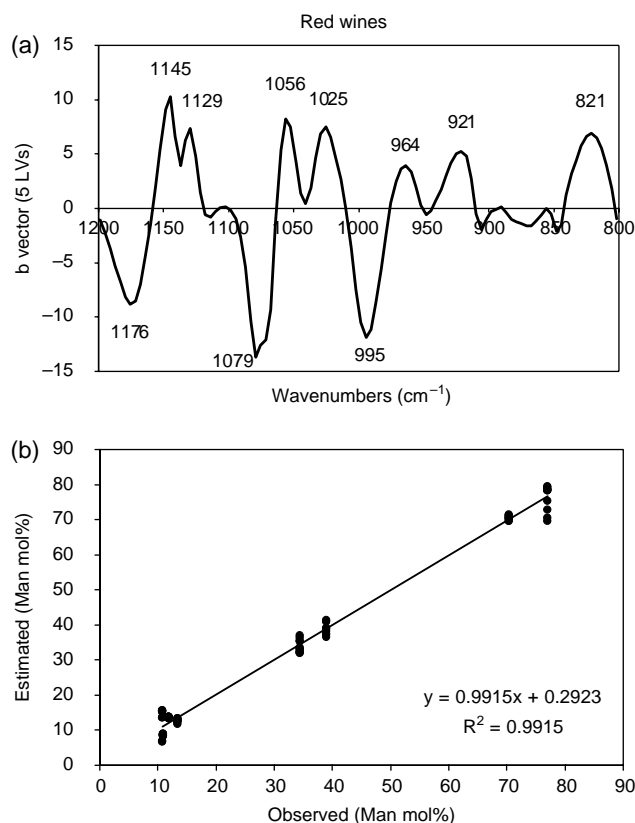 Red wines
(a)
15
10
5
0
–5
–10
–15
b vector (5 LVs)
1145
1129
1056
1025
964
921
821
1176
1079
995
1200 1150 1100 1050 1000 950 900 850 800
Wavenumbers (cm⁻¹)
(b)
90
80
70
60
50
40
30
20
10
0
Estimated (Man mol%)
y = 0.9915x + 0.2923
R² = 0.9915
0 10 20 30 40 50 60 70 80 90
Observed (Man mol%)